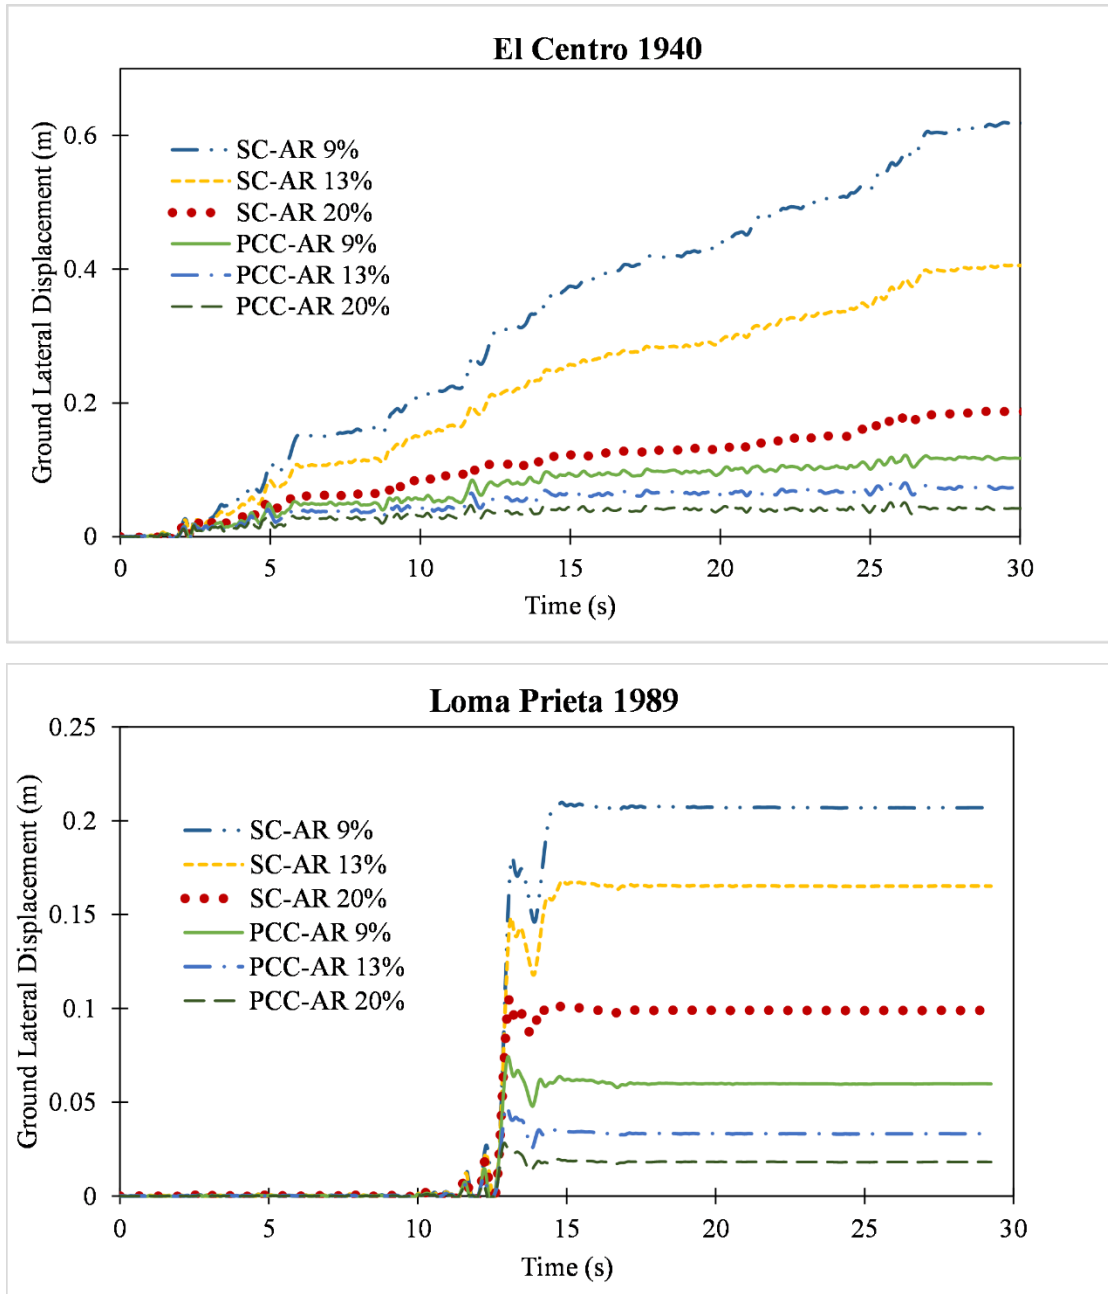 El Centro 1940
Ground Lateral Displacement (m)
0.6
0.4
0.2
0
SC-AR 9%
SC-AR 13%
SC-AR 20%
PCC-AR 9%
PCC-AR 13%
PCC-AR 20%
0 5 10 15 20 25 30
Time (s)
Loma Prieta 1989
Ground Lateral Displacement (m)
0.25
0.2
0.15
0.1
0.05
0
SC-AR 9%
SC-AR 13%
SC-AR 20%
PCC-AR 9%
PCC-AR 13%
PCC-AR 20%
0 5 10 15 20 25 30
Time (s)